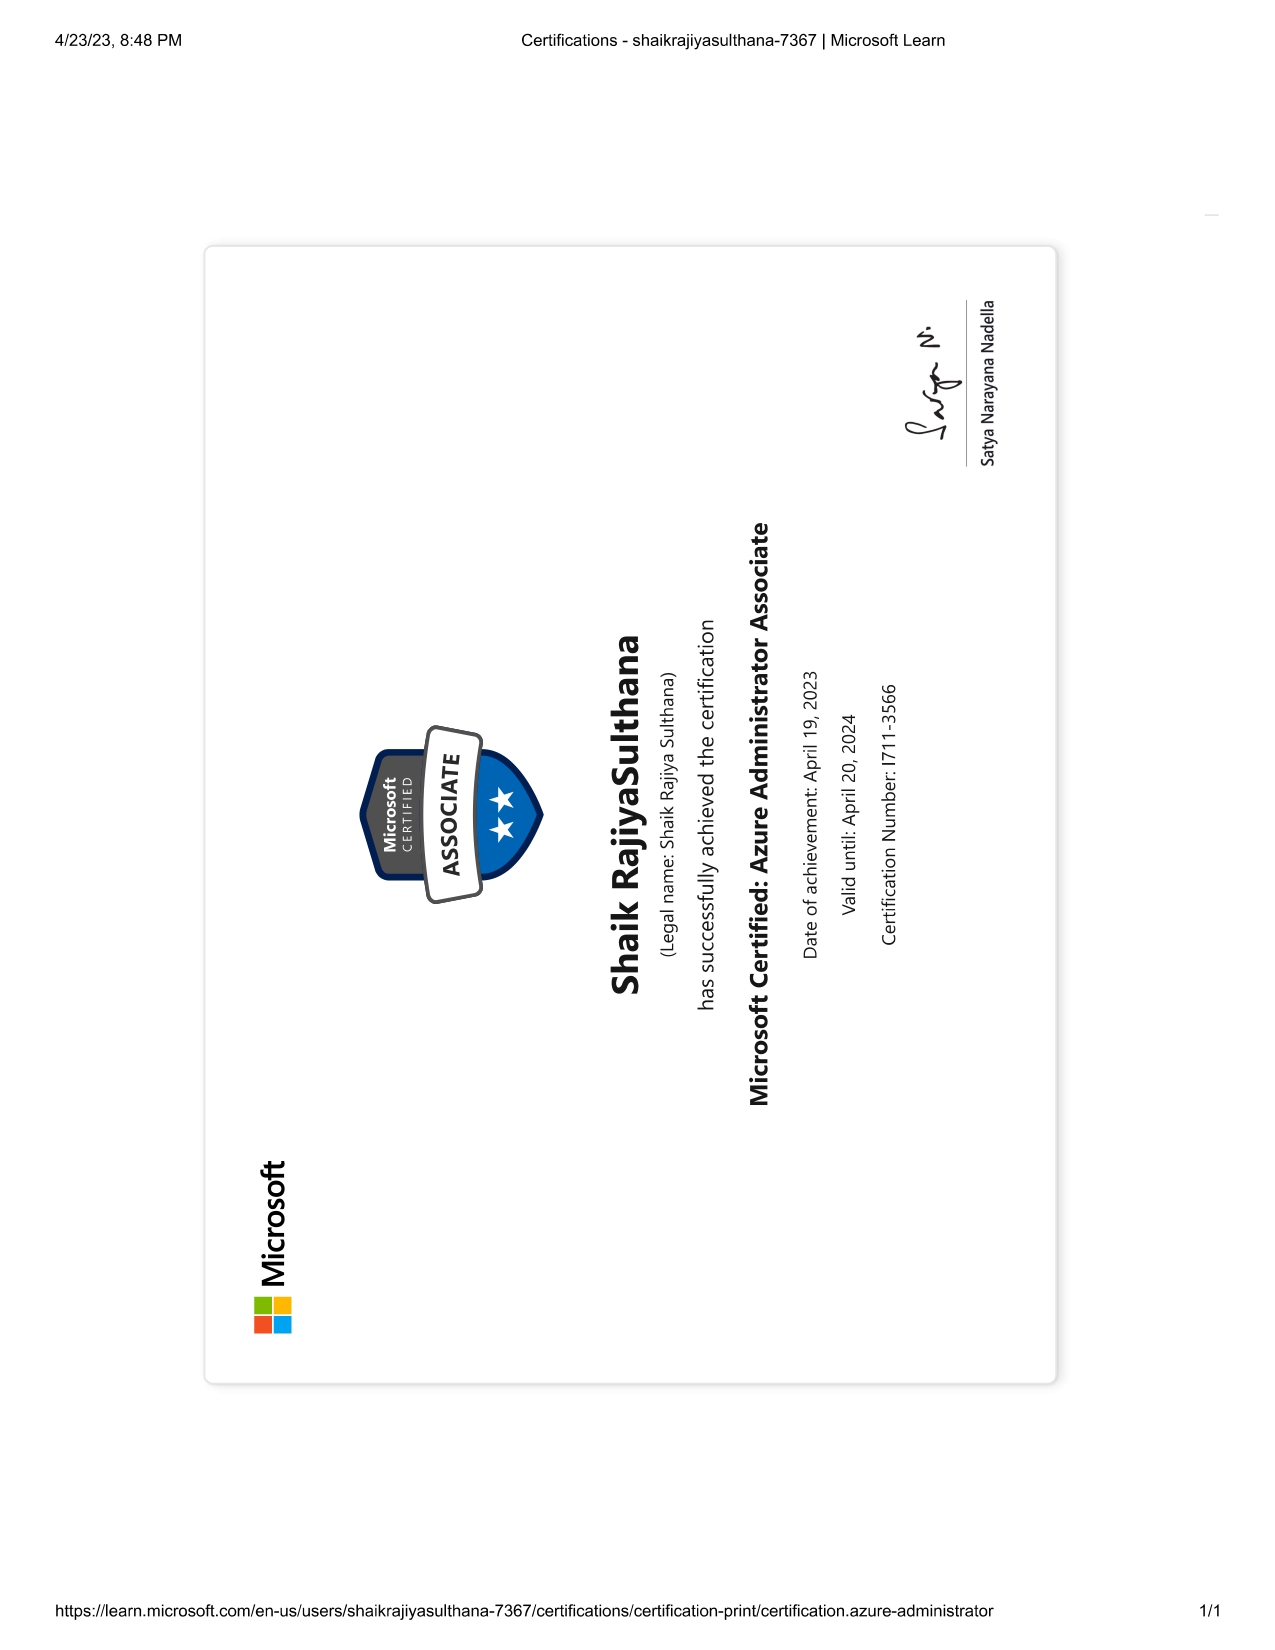 4/23/23, 8:48 PM
Certifications - shaikrajiyasulthana-7367 | Microsoft Learn
Microsoft
Microsoft
CERTIFIED
ASSOCIATE
Shaik RajiyaSulthana
(Legal name: Shaik Rajiya Sulthana)
has successfully achieved the certification
Microsoft Certified: Azure Administrator Associate
Date of achievement: April 19, 2023
Valid until: April 20, 2024
Certification Number: I711-3566
Satya N.
Satya Narayana Nadella
https://learn.microsoft.com/en-us/users/shaikrajiyasulthana-7367/certifications/certification-print/certification.azure-administrator
1/1